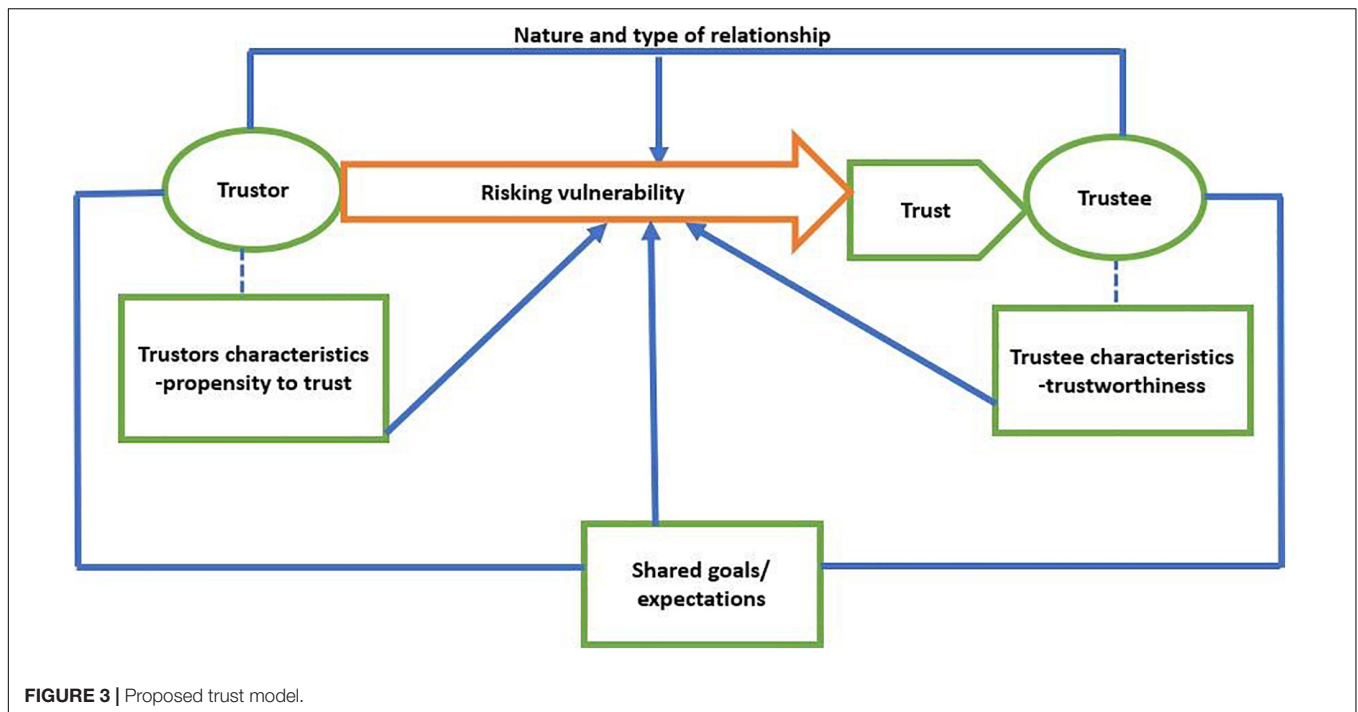 Nature and type of relationship
Trustor
Risking vulnerability
Trust
Trustee
Trustors characteristics
-propensity to trust
Trustee characteristics
-trustworthiness
Shared goals/
expectations
FIGURE 3 | Proposed trust model.